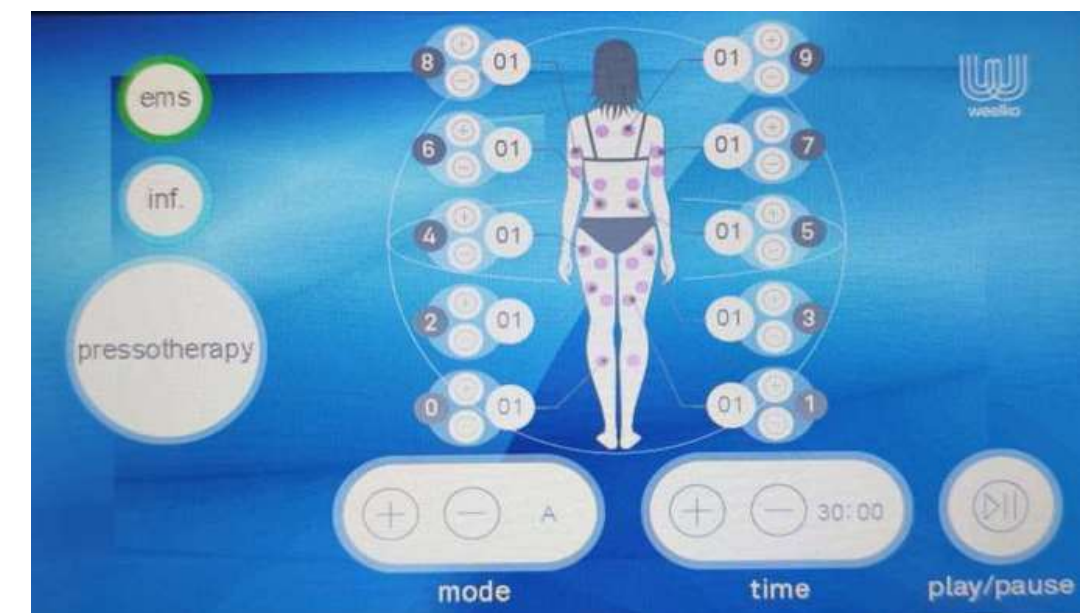 ems
inf.
pressotherapy
8 01
01 9
6 01
01 7
4 01
01 5
2 01
01 3
0 01
01 1
weelko
A
30:00
mode
time
play/pause